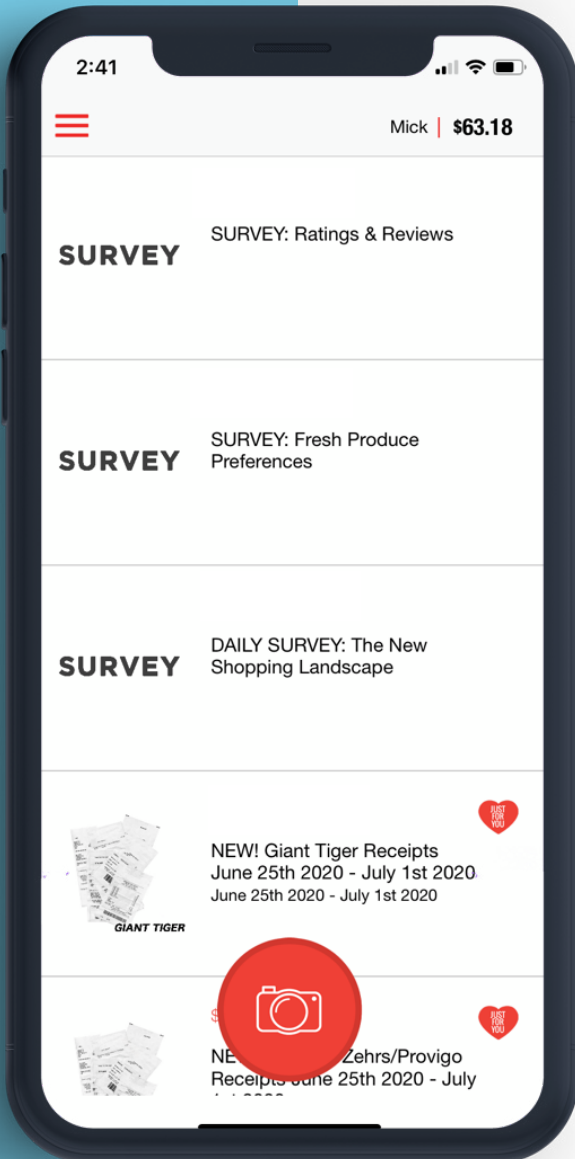 2:41
Mick | $63.18
SURVEY
SURVEY: Ratings & Reviews
SURVEY
SURVEY: Fresh Produce
Preferences
SURVEY
DAILY SURVEY: The New
Shopping Landscape
JUST
FOR
YOU
NEW! Giant Tiger Receipts
June 25th 2020 - July 1st 2020
June 25th 2020 - July 1st 2020
GIANT TIGER
JUST
FOR
YOU
Zehrs/Provigo
Receipts June 25th 2020 - July